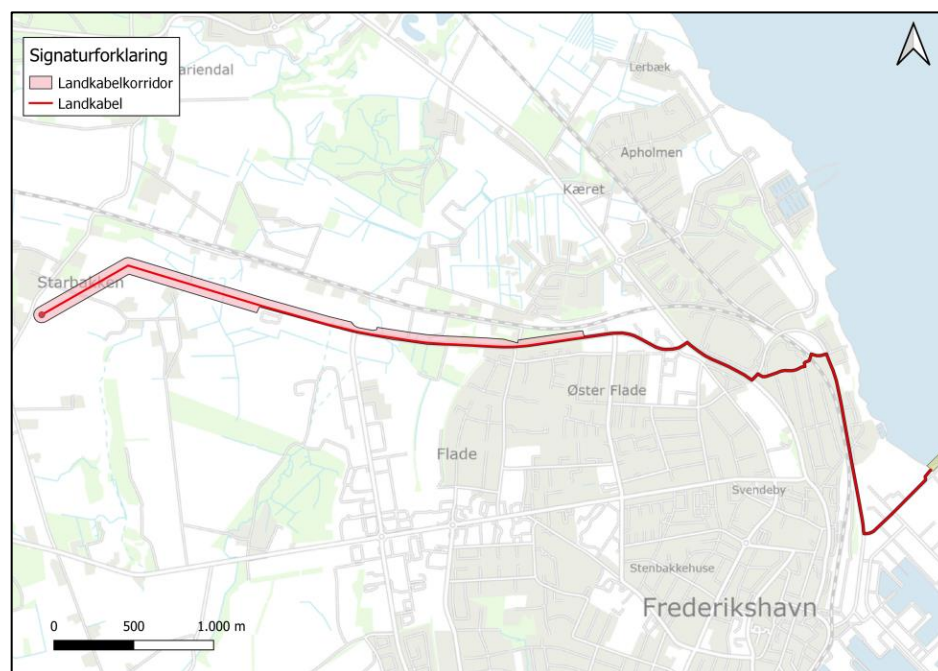 Signaturforklaring
Landkabelkorridor
Landkabel
Lerbæk
Apholmen
Kæret
Starbakken
Øster Flade
Flade
Svendeby
Stenbakkehuse
Frederikshavn
0 500 1.000 m